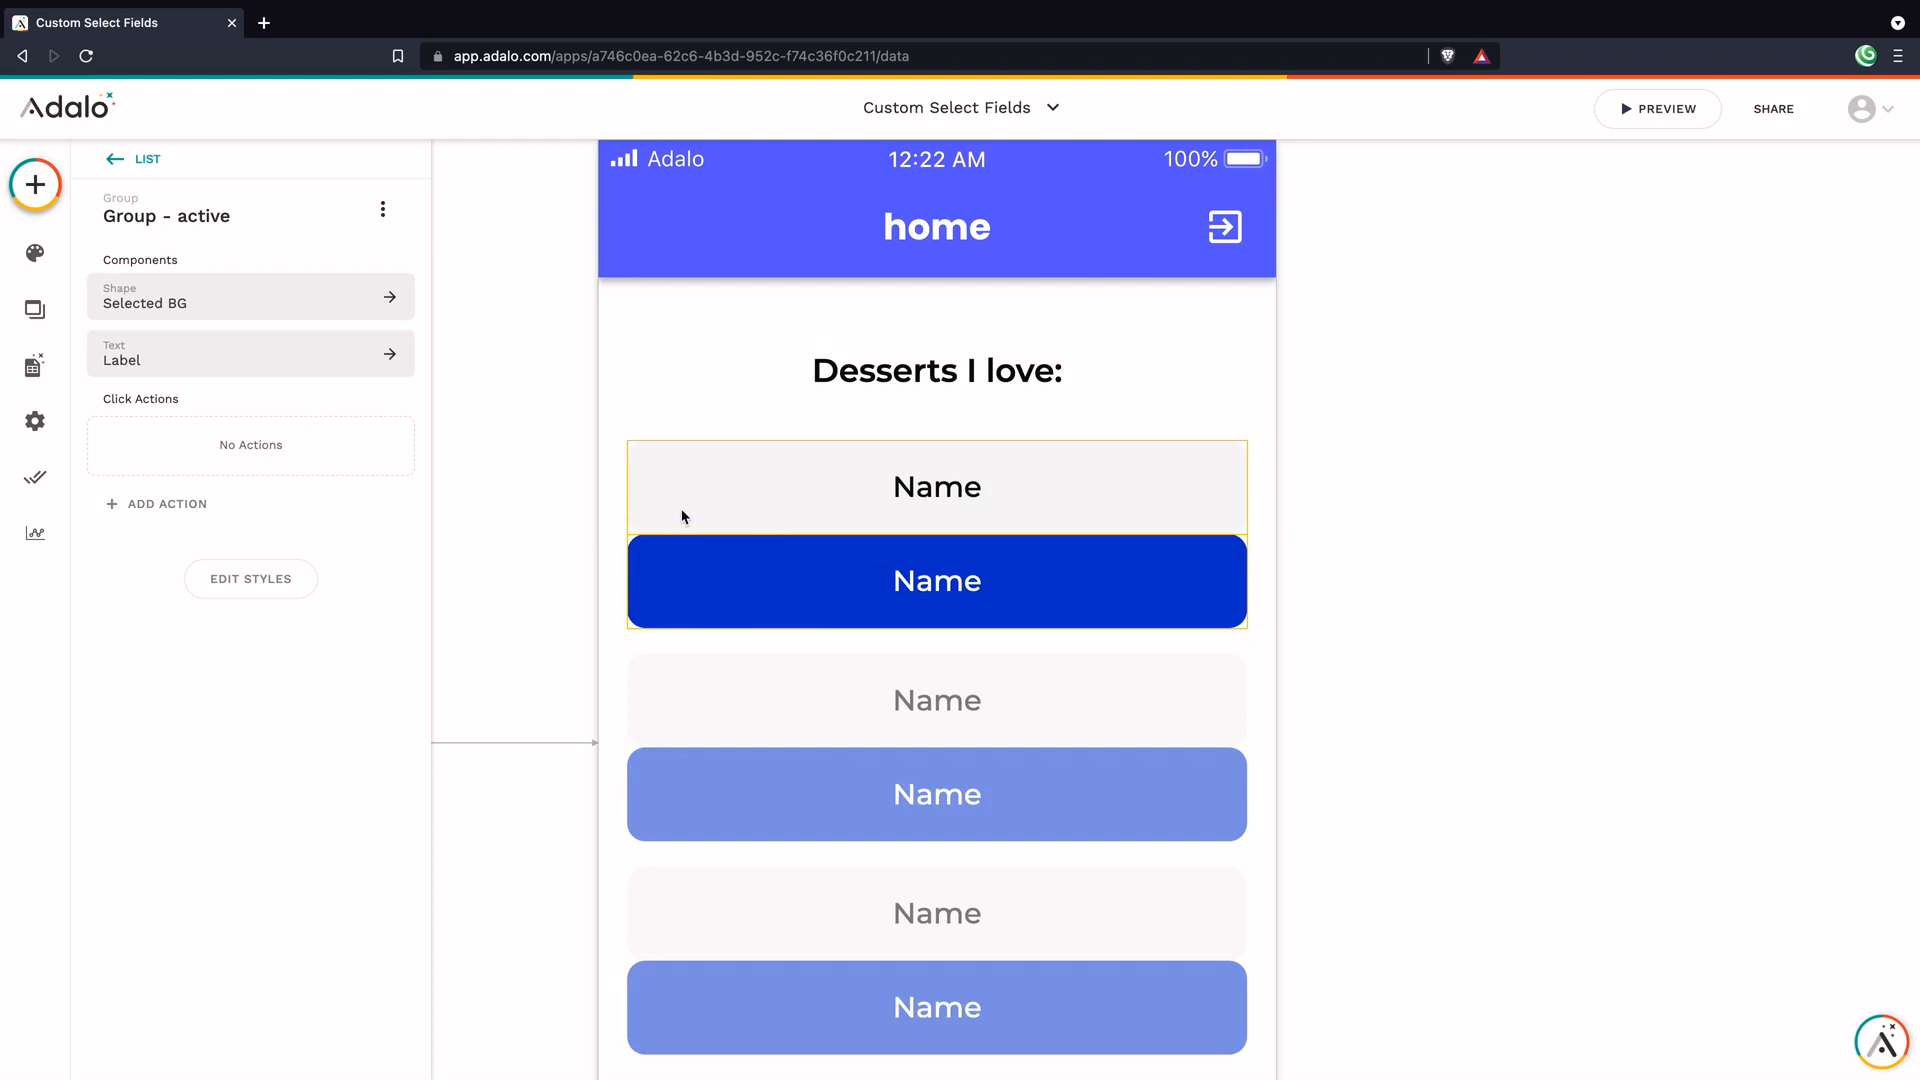 Custom Select Fields
app.adalo.com/apps/a746c0ea-62c6-4b3d-952c-f74c36f0c211/data
Adalo
Custom Select Fields
PREVIEW
SHARE
LIST
Group
Group - active
Components
Shape
Selected BG
Text
Label
Click Actions
No Actions
ADD ACTION
EDIT STYLES
Adalo
12:22 AM
100%
home
Desserts I love:
Name
Name
Name
Name
Name
Name